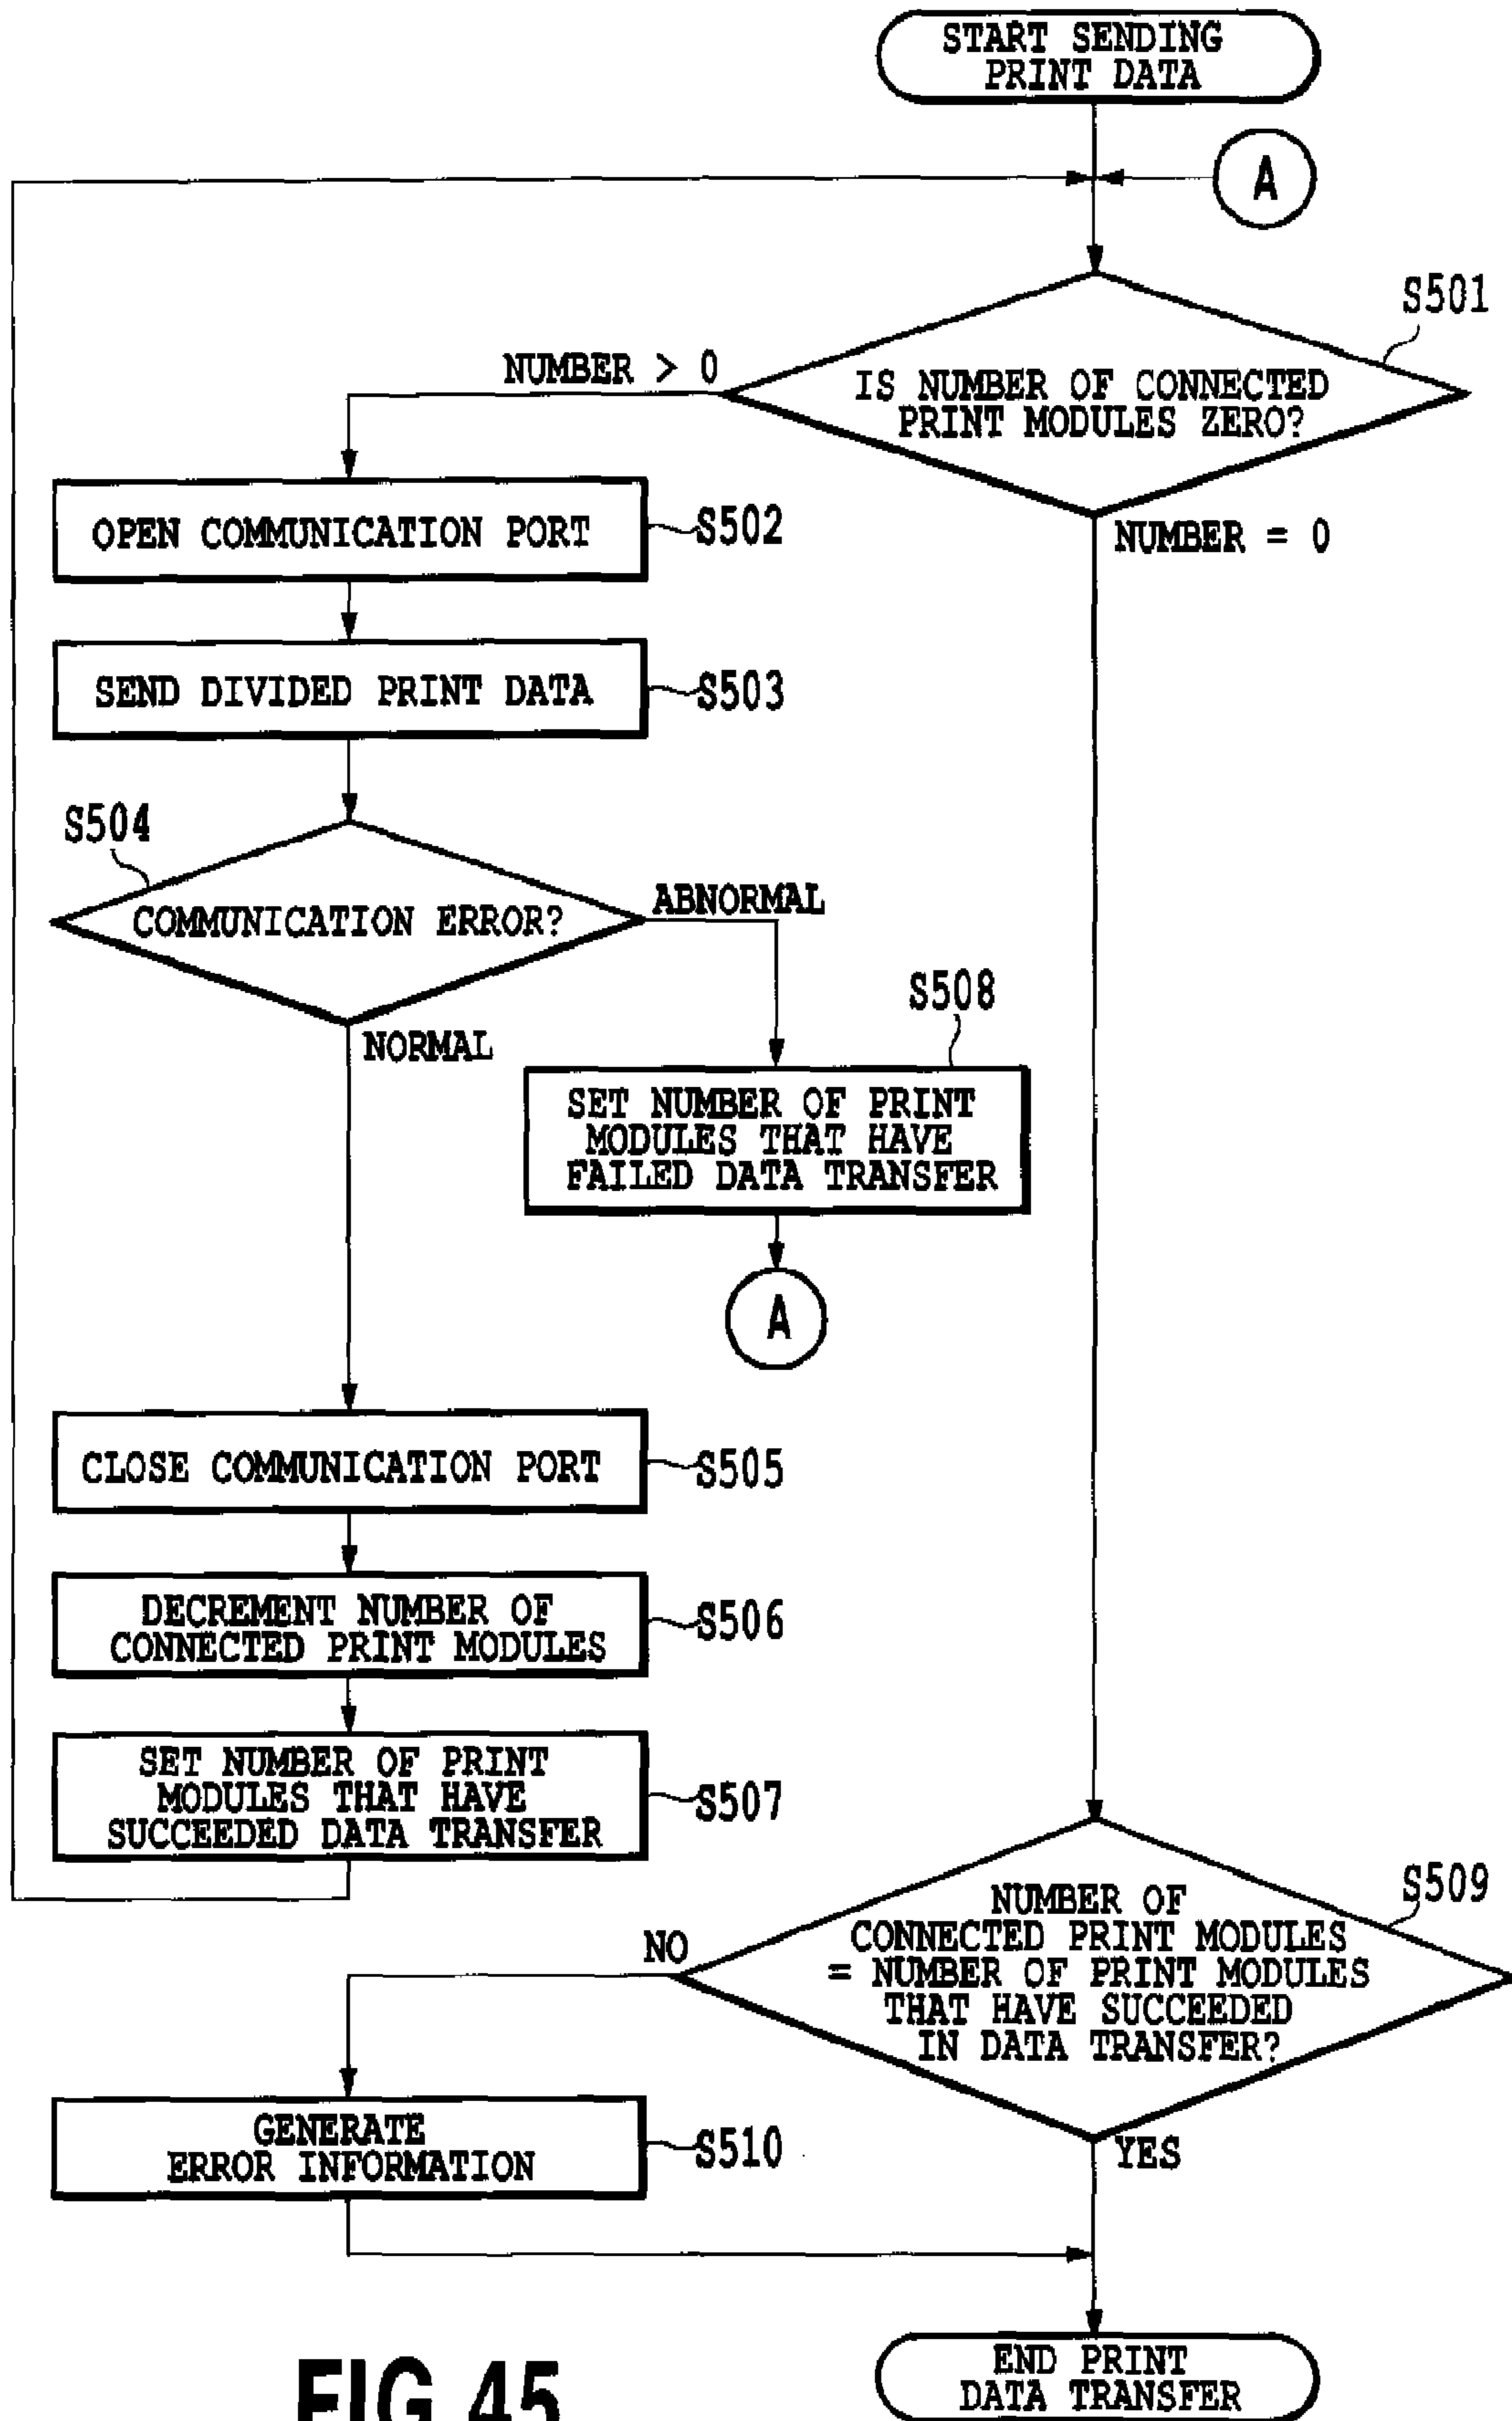 START SENDING
PRINT DATA
A
S501
NUMBER > 0
IS NUMBER OF CONNECTED
PRINT MODULES ZERO?
NUMBER = 0
OPEN COMMUNICATION PORT
S502
SEND DIVIDED PRINT DATA
S503
S504
COMMUNICATION ERROR?
ABNORMAL
NORMAL
S508
SET NUMBER OF PRINT
MODULES THAT HAVE
FAILED DATA TRANSFER
A
CLOSE COMMUNICATION PORT
S505
DECREMENT NUMBER OF
CONNECTED PRINT MODULES
S506
SET NUMBER OF PRINT
MODULES THAT HAVE
SUCCEEDED DATA TRANSFER
S507
S509
NUMBER OF
CONNECTED PRINT MODULES
= NUMBER OF PRINT MODULES
THAT HAVE SUCCEEDED
IN DATA TRANSFER?
NO
YES
GENERATE
ERROR INFORMATION
S510
END PRINT
DATA TRANSFER
FIG.45